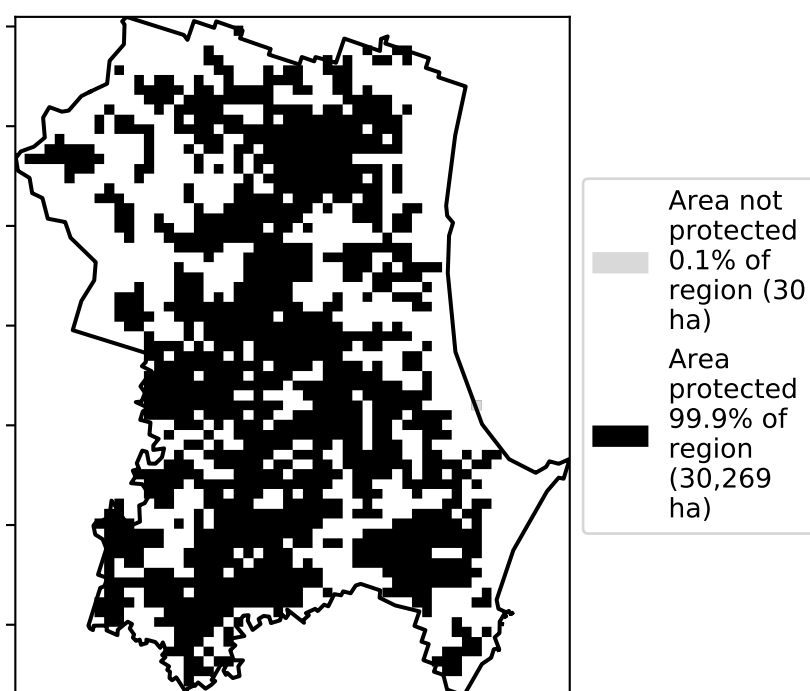 Area not
protected
0.1% of
region (30
ha)
Area
protected
99.9% of
region
(30,269
ha)